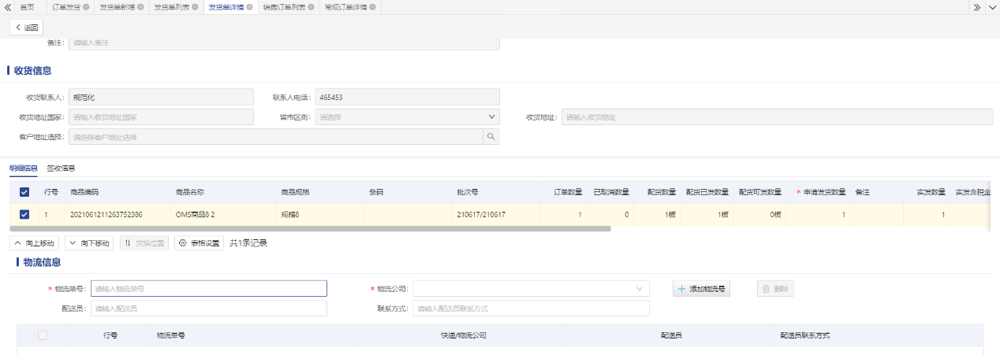 首页 订单发货 发货单新增 发货单列表 发货单详情 销售订单列表 常规订单详情
返回
备注: 请输入备注
收货信息
收货联系人: 规范化 联系人电话: 465453
收货地址国家: 请输入收货地址国家 省市区街: 请选择 收货地址: 请输入收货地址
客户地址选择: 请选择客户地址选择
明细信息 签收信息
行号 商品编码 商品名称 商品规格 条码 批次号 订单数量 已取消数量 配货数量 配货已发数量 配货可发数量 * 申请发货数量 备注 实发数量 实发含税金
1 2021061211263752386 OMS商品8 2 规格8 210617/210617 1 0 1板 1板 0板 1 1
向上移动 向下移动 交换位置 表格设置 共1条记录
物流信息
* 物流单号: 请输入物流单号 * 物流公司: 添加物流号 删除
配送员: 请输入配送员 联系方式: 请输入配送员联系方式
行号 物流单号 快递/物流公司 配送员 配送员联系方式